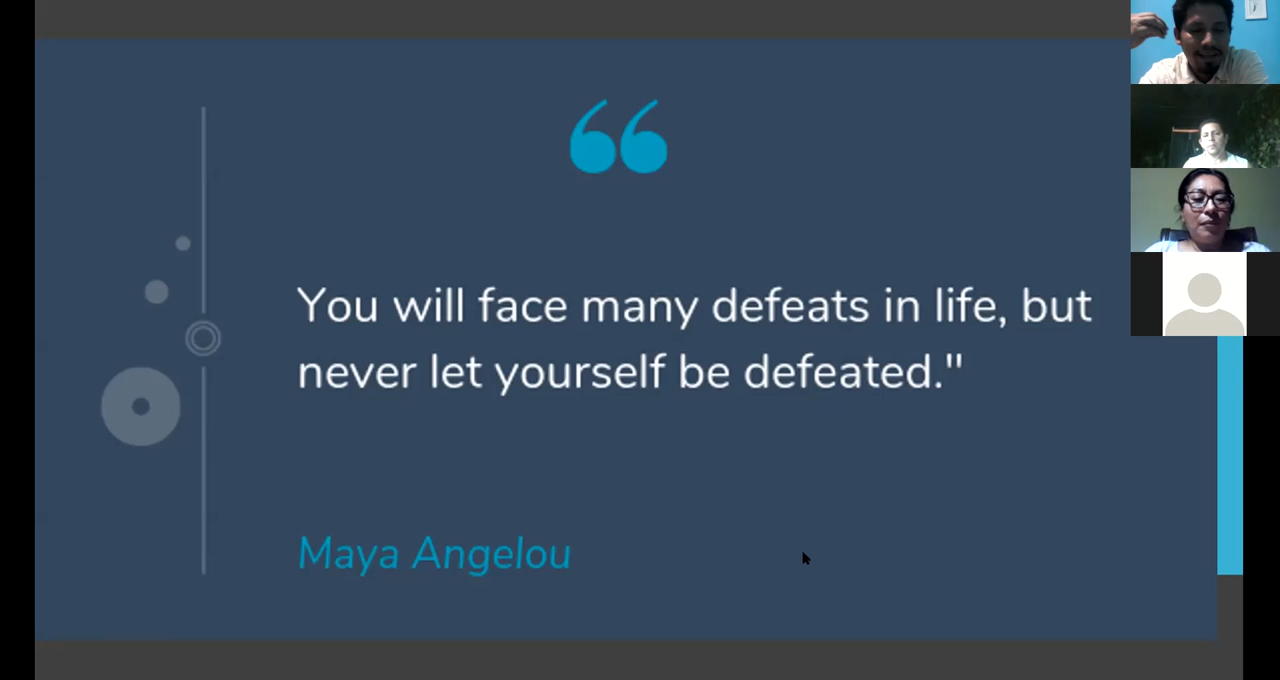 “
You will face many defeats in life, but
never let yourself be defeated."
Maya Angelou